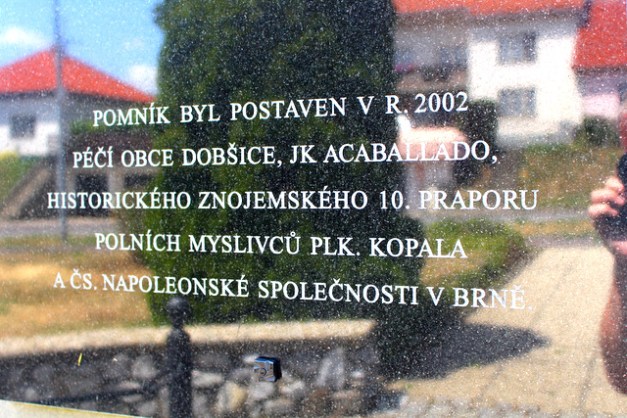 POMNÍK BYL POSTAVEN V R. 2002
PÉČÍ OBCE DOBŠICE, JK ACABALLADO,
HISTORICKÉHO ZNOJEMSKÉHO 10. PRAPORU
POLNÍCH MYSLIVCŮ PLK. KOPALA
A ČS. NAPOLEONSKÉ SPOLEČNOSTI V BRNĚ.